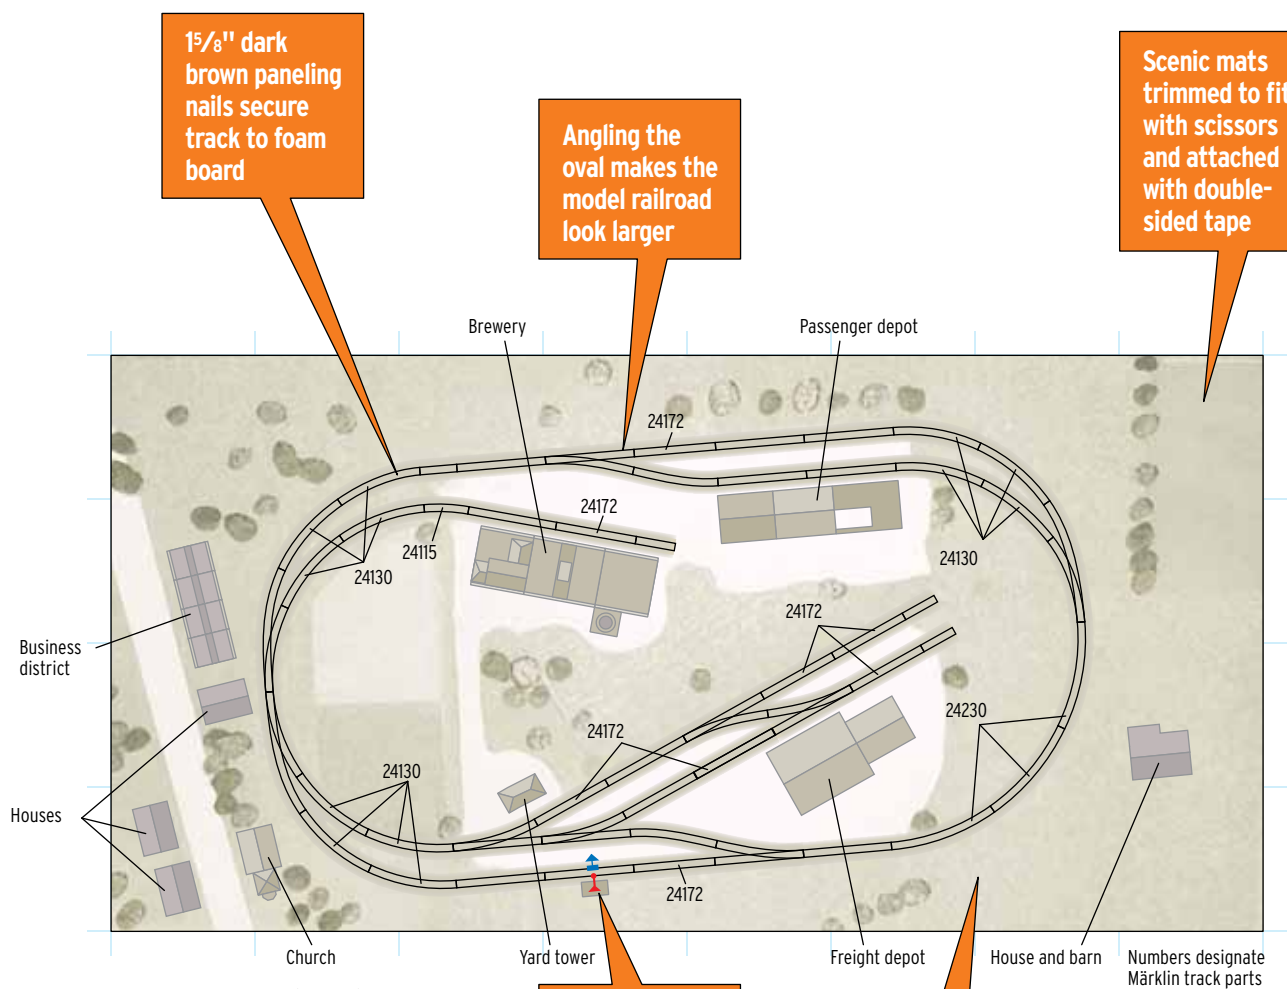 1⅝" dark
brown paneling
nails secure
track to foam
board
Angling the
oval makes the
model railroad
look larger
Scenic mats
trimmed to fit
with scissors
and attached
with double-
sided tape
Brewery
Passenger depot
24172
24172
24115
24130
24130
24172
Business
district
24230
24172
24130
Houses
24172
Church
Yard tower
Freight depot
House and barn
Numbers designate
Märklin track parts